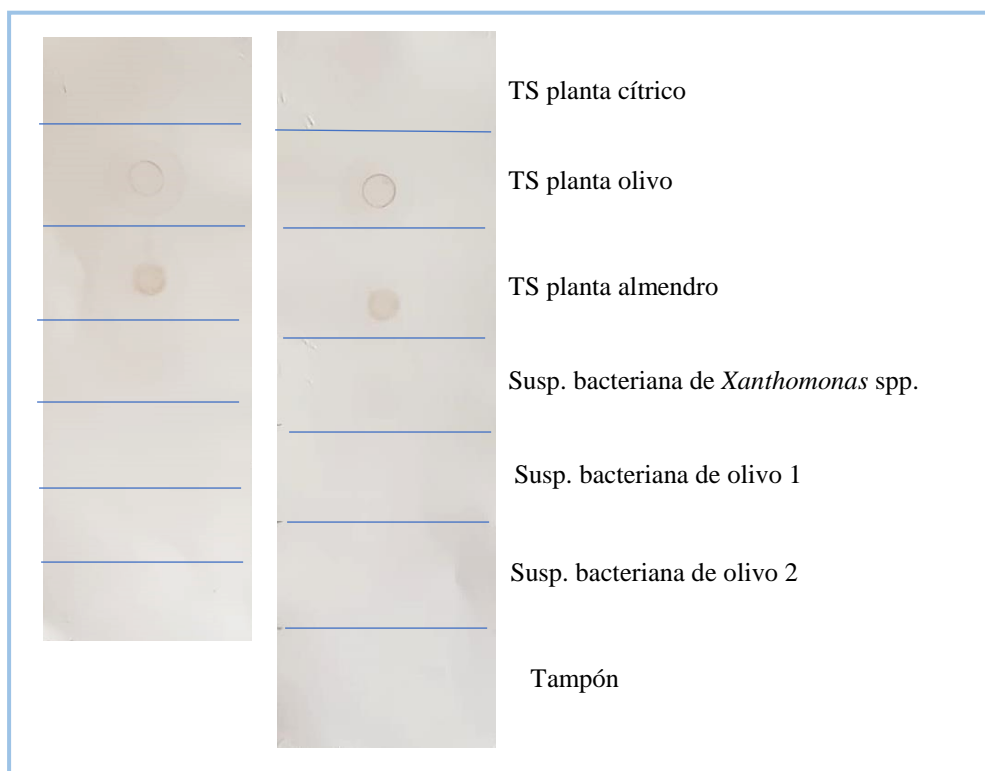 TS planta cítrico
TS planta olivo
TS planta almendro
Susp. bacteriana de Xanthomonas spp.
Susp. bacteriana de olivo 1
Susp. bacteriana de olivo 2
Tampón